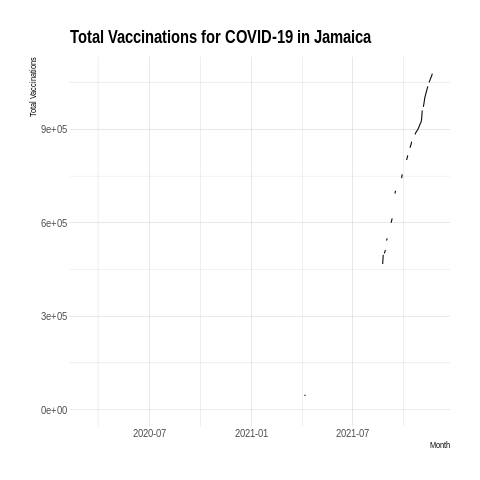 Total Vaccinations for COVID-19 in Jamaica
Total Vaccinations
9e+05
6e+05
3e+05
0e+00
2020-07 2021-01 2021-07
Month